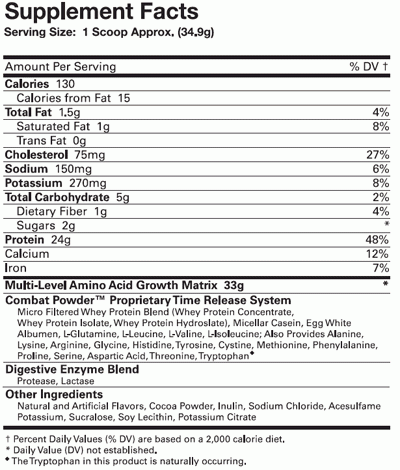 Supplement Facts
Serving Size: 1 Scoop Approx. (34.9g)
Amount Per Serving % DV †
Calories 130
Calories from Fat 15
Total Fat 1.5g 4%
Saturated Fat 1g 8%
Trans Fat 0g
Cholesterol 75mg 27%
Sodium 150mg 6%
Potassium 270mg 8%
Total Carbohydrate 5g 2%
Dietary Fiber 1g 4%
Sugars 2g *
Protein 24g 48%
Calcium 12%
Iron 7%
Multi-Level Amino Acid Growth Matrix 33g *
Combat Powder™ Proprietary Time Release System
Micro Filtered Whey Protein Blend (Whey Protein Concentrate,
Whey Protein Isolate, Whey Protein Hydroslate), Micellar Casein, Egg White
Albumen, L-Glutamine, L-Leucine, L-Valine, L-Isoleucine; Also Provides Alanine,
Lysine, Arginine, Glycine, Histidine, Tyrosine, Cystine, Methionine, Phenylalanine,
Proline, Serine, Aspartic Acid, Threonine, Tryptophan◆
Digestive Enzyme Blend
Protease, Lactase
Other Ingredients
Natural and Artificial Flavors, Cocoa Powder, Inulin, Sodium Chloride, Acesulfame
Potassium, Sucralose, Soy Lecithin, Potassium Citrate
† Percent Daily Values (% DV) are based on a 2,000 calorie diet.
* Daily Value (DV) not established.
◆ The Tryptophan in this product is naturally occurring.